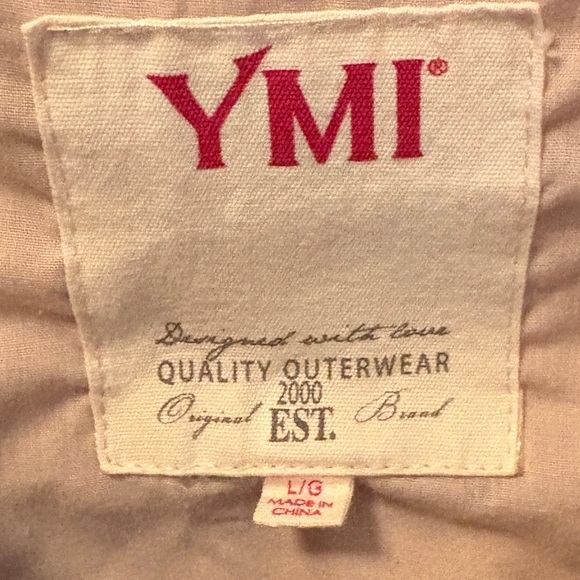 YMI®
Designed with love
QUALITY OUTERWEAR
2000
Original EST. Brand
L/G
MADE IN
CHINA